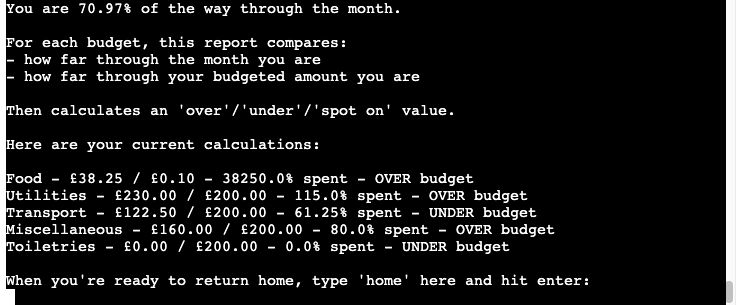 You are 70.97% of the way through the month.
For each budget, this report compares:
- how far through the month you are
- how far through your budgeted amount you are
Then calculates an 'over'/'under'/'spot on' value.
Here are your current calculations:
Food - £38.25 / £0.10 - 38250.0% spent - OVER budget
Utilities - £230.00 / £200.00 - 115.0% spent - OVER budget
Transport - £122.50 / £200.00 - 61.25% spent - UNDER budget
Miscellaneous - £160.00 / £200.00 - 80.0% spent - OVER budget
Toiletries - £0.00 / £200.00 - 0.0% spent - UNDER budget
When you're ready to return home, type 'home' here and hit enter: